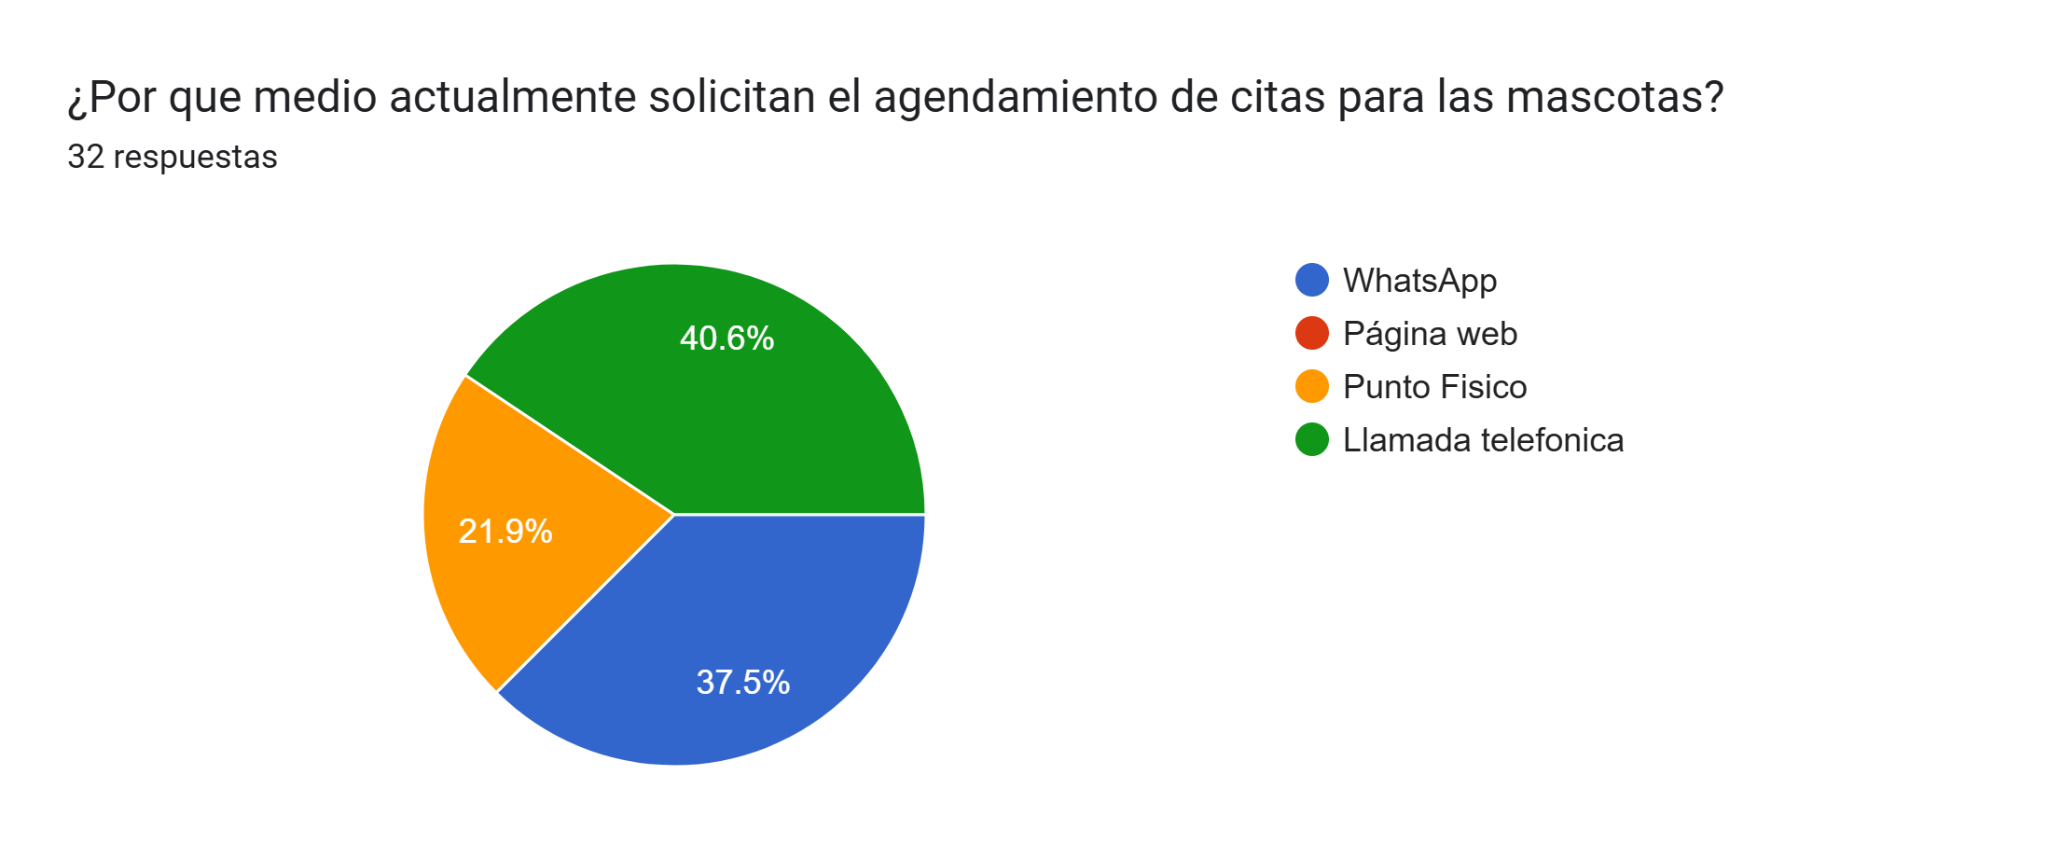 ¿Por que medio actualmente solicitan el agendamiento de citas para las mascotas?
32 respuestas
40.6%
21.9%
37.5%
WhatsApp
Página web
Punto Fisico
Llamada telefonica